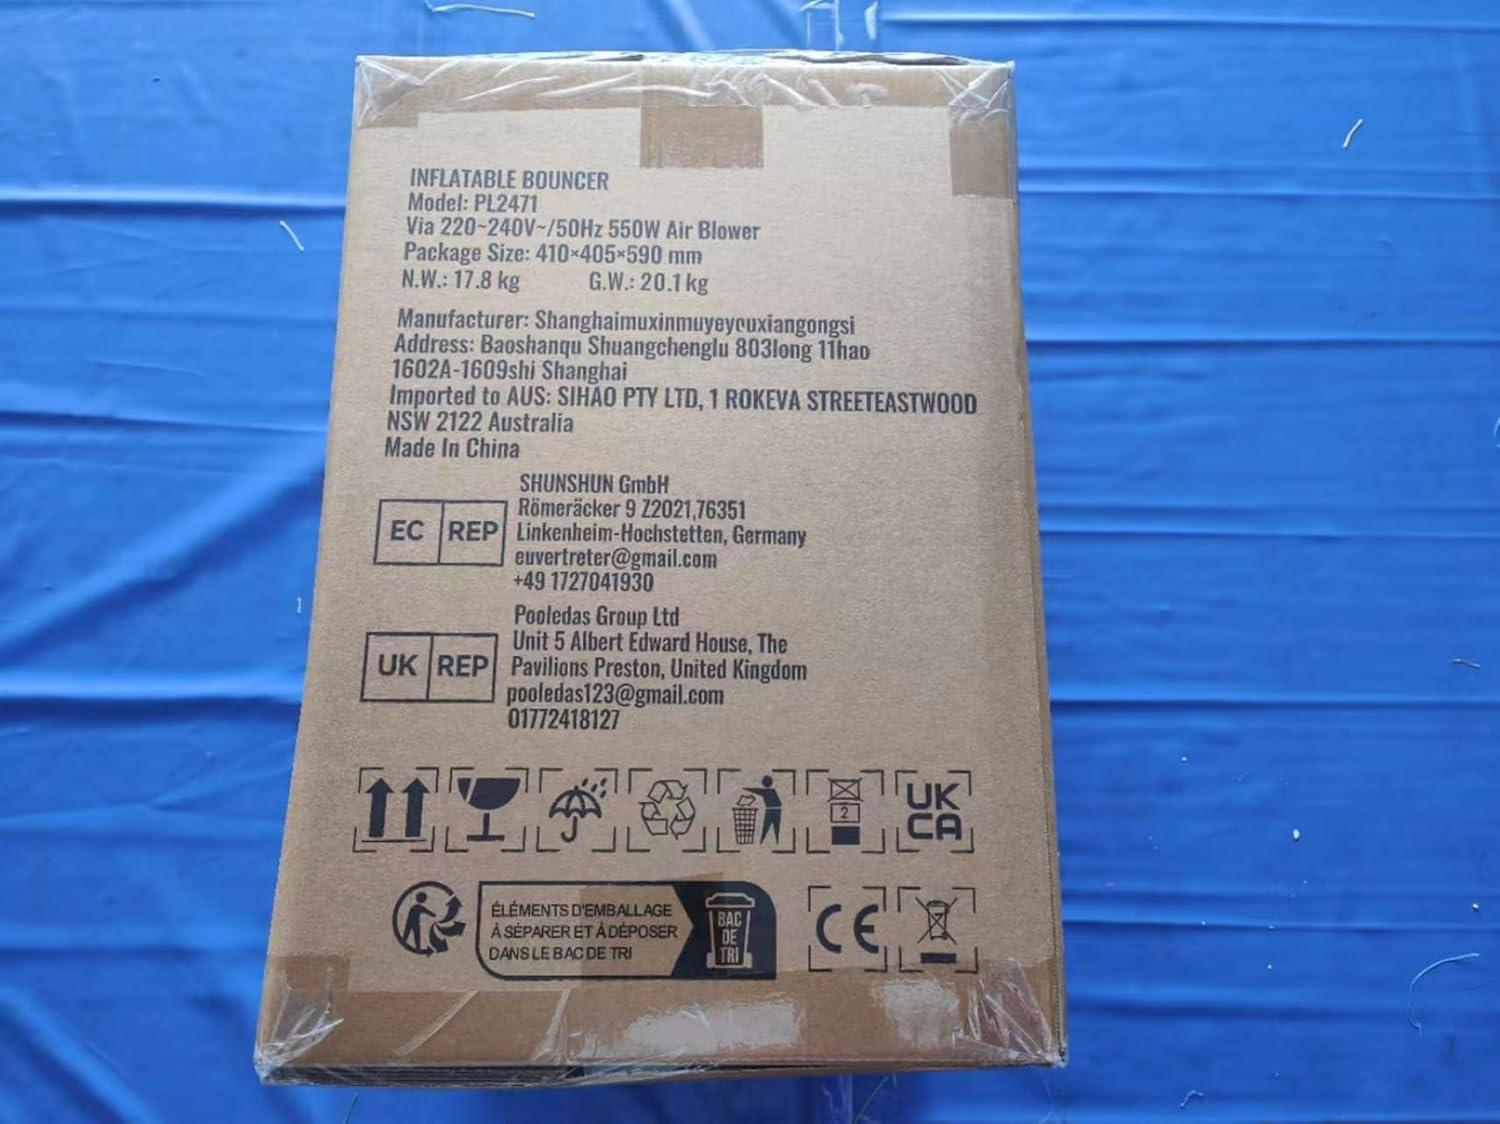 INFLATABLE BOUNCER
Model: PL2471
Via 220~240V~/50Hz 550W Air Blower
Package Size: 410×405×590 mm
N.W.: 17.8 kg G.W.: 20.1 kg
Manufacturer: Shanghaimuxinmuyeyouxiangongsi
Address: Baoshanqu Shuangchenglu 803long 11hao
1602A-1609shi Shanghai
Imported to AUS: SIHAO PTY LTD, 1 ROKEVA STREETEASTWOOD
NSW 2122 Australia
Made In China
SHUNSHUN GmbH
EC REP
Römeräcker 9 Z2021,76351
Linkenheim-Hochstetten, Germany
euvertreter@gmail.com
+49 1727041930
Pooledas Group Ltd
UK REP
Unit 5 Albert Edward House, The
Pavilions Preston, United Kingdom
pooledas123@gmail.com
01772418127
2
UK
CA
ÉLÉMENTS D'EMBALLAGE
À SÉPARER ET À DÉPOSER
DANS LE BAC DE TRI
BAC
DE
TRI
CE